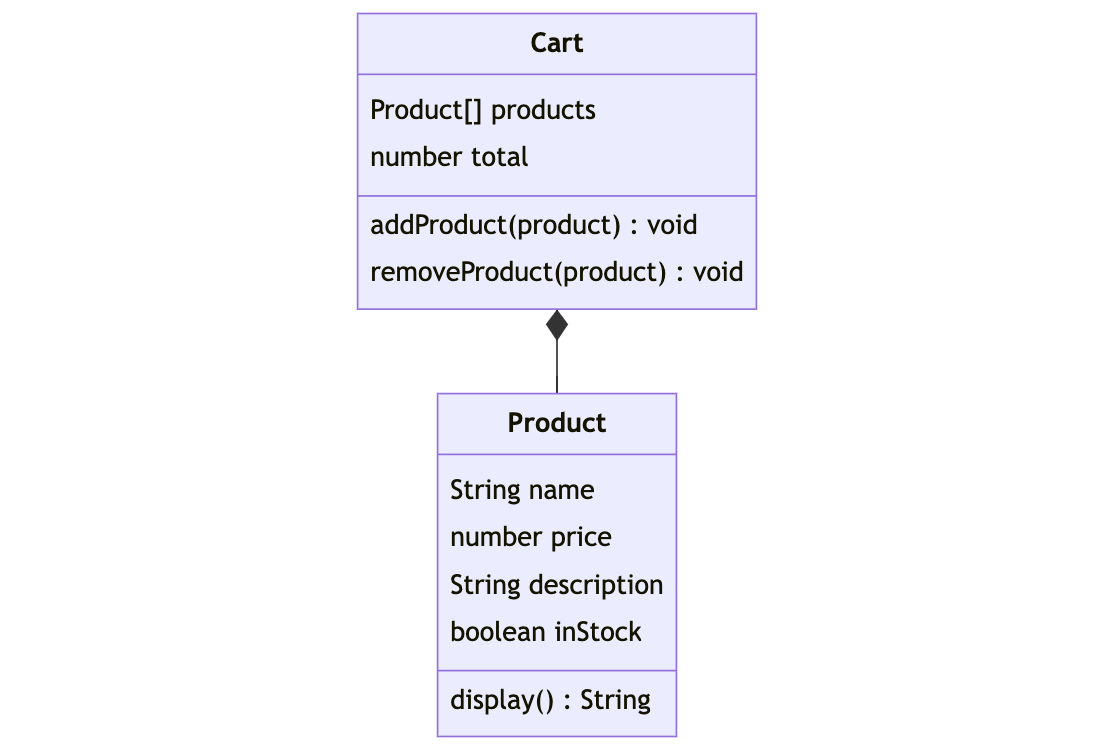 Cart
Product[] products
number total
addProduct(product) : void
removeProduct(product) : void
Product
String name
number price
String description
boolean inStock
display() : String